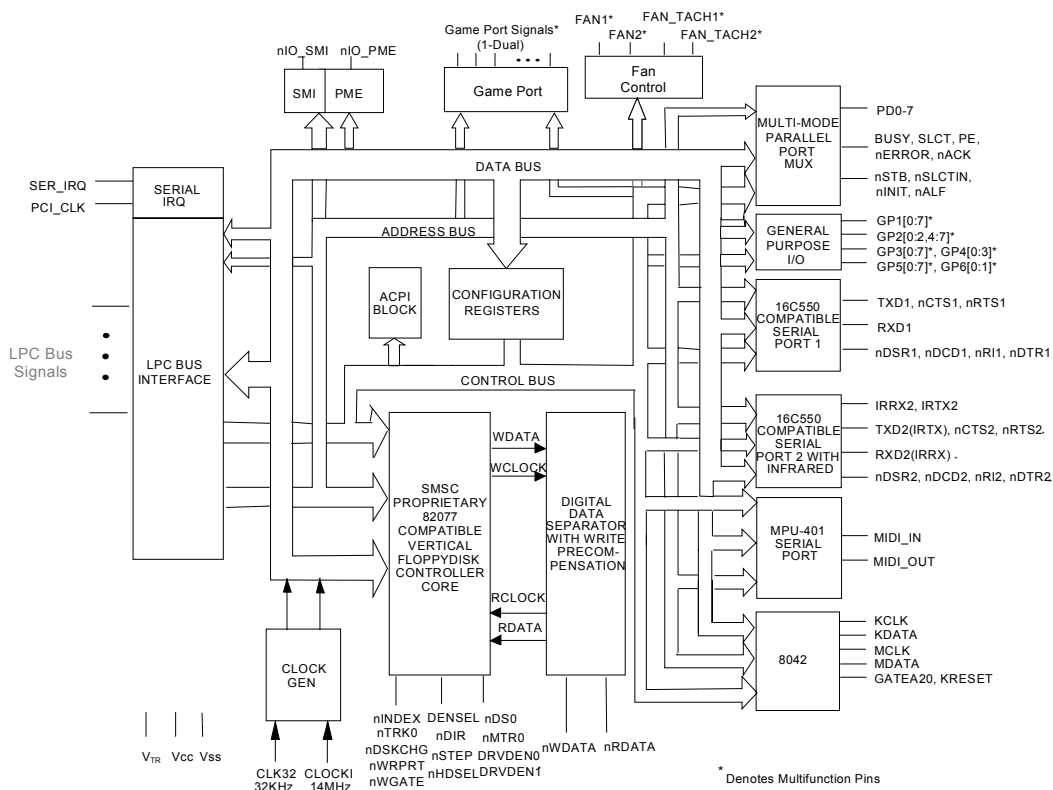 FAN1*
FAN_TACH1*
FAN2*
FAN_TACH2*
Game Port Signals*
(1-Dual)
nIO_SMI
nIO_PME
SMI
PME
Game Port
Fan
Control
MULTI-MODE
PARALLEL
PORT
MUX
PD0-7
BUSY, SLCT, PE,
nERROR, nACK
nSTB, nSLCTIN,
nINIT, nALF
DATA BUS
SER_IRQ
PCI_CLK
SERIAL
IRQ
ADDRESS BUS
GENERAL
PURPOSE
I/O
GP1[0:7]*
GP2[0:2,4:7]*
GP3[0:7]*, GP4[0:3]*
GP5[0:7]*, GP6[0:1]*
ACPI
BLOCK
CONFIGURATION
REGISTERS
16C550
COMPATIBLE
SERIAL
PORT 1
TXD1, nCTS1, nRTS1
RXD1
nDSR1, nDCD1, nRI1, nDTR1
LPC Bus
Signals
LPC BUS
INTERFACE
CONTROL BUS
16C550
COMPATIBLE
SERIAL
PORT 2 WITH
INFRARED
IRRX2, IRTX2
TXD2(IRTX), nCTS2, nRTS2.
RXD2(IRRX) .
nDSR2, nDCD2, nRI2, nDTR2
SMSC
PROPRIETARY
82077
COMPATIBLE
VERTICAL
FLOPPYDISK
CONTROLLER
CORE
WDATA
WCLOCK
RCLOCK
RDATA
DIGITAL
DATA
SEPARATOR
WITH WRITE
PRECOM-
PENSATION
MPU-401
SERIAL
PORT
MIDI_IN
MIDI_OUT
8042
KCLK
KDATA
MCLK
MDATA
GATEA20, KRESET
CLOCK
GEN
VTR Vcc Vss
CLK32
32KHz
CLOCKI
14MHz
nINDEX
nTRK0
nDSKCHG
nWRPRT
nWGATE
DENSEL
nDIR
nSTEP
nHDSEL
nDS0
nMTR0
DRVDEN0
DRVDEN1
nWDATA
nRDATA
* Denotes Multifunction Pins